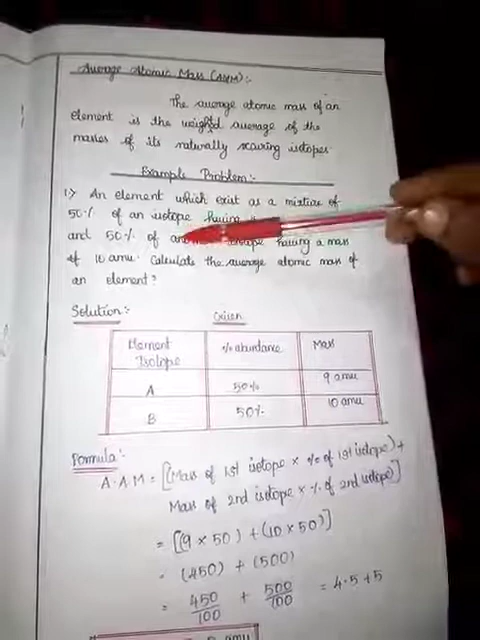 Average Atomic Mass (AAM):-
The average atomic mass of an
element is the weighted average of the
masses of its naturally occuring isotopes.
Example Problem:-
1.) An element which exist as a mixture of
50% of an isotope having
and 50% of an having a mass
of 10 amu. Calculate the average atomic mass of
an element?
Solution:-
Given
Element Isotope % abundance Mass
A 50% 9 amu
B 50% 10 amu
Formula:-
A.A.M = [(Mass of 1st isotope × % of 1st isotope) +
Mass of 2nd isotope × % of 2nd isotope)]
= [(9 × 50) + (10 × 50)]
= (450) + (500)
= 450/100 + 500/100 = 4.5 + 5
amu